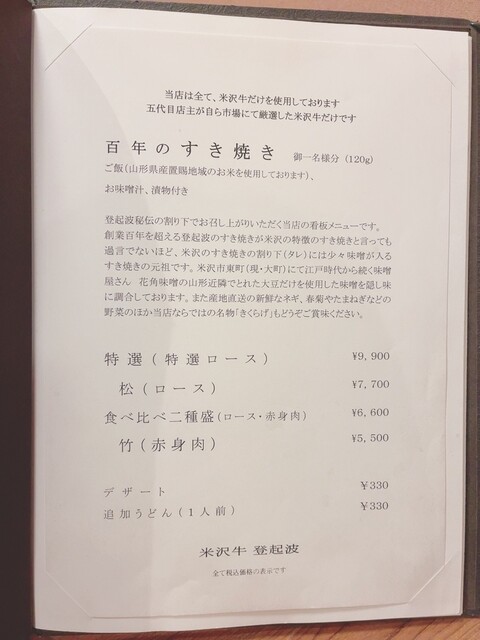 当店は全て、米沢牛だけを使用しております
五代目店主が自ら市場にて厳選した米沢牛だけです
百年のすき焼き 御一名様分（120g）
ご飯（山形県産置賜地域のお米を使用しております）、
お味噌汁、漬物付き
登起波秘伝の割り下でお召し上がりいただく当店の看板メニューです。
創業百年を超える登起波のすき焼きが米沢の特徴のすき焼きと言っても
過言でないほど、米沢のすき焼きの割り下（タレ）には少々味噌が入る
すき焼きの元祖です。米沢市東町（現・大町）にて江戸時代から続く味噌
屋さん 花角味噌の山形近隣でとれた大豆だけを使用した味噌を隠し味
に調合しております。また産地直送の新鮮なネギ、春菊やたまねぎなどの
野菜のほか当店ならではの名物「きくらげ」もどうぞご賞味ください。
特選（特選ロース） ¥9,900
松（ロース） ¥7,700
食べ比べ二種盛（ロース・赤身肉） ¥6,600
竹（赤身肉） ¥5,500
デザート ¥330
追加うどん（1人前） ¥330
米沢牛 登起波
全て税込価格の表示です